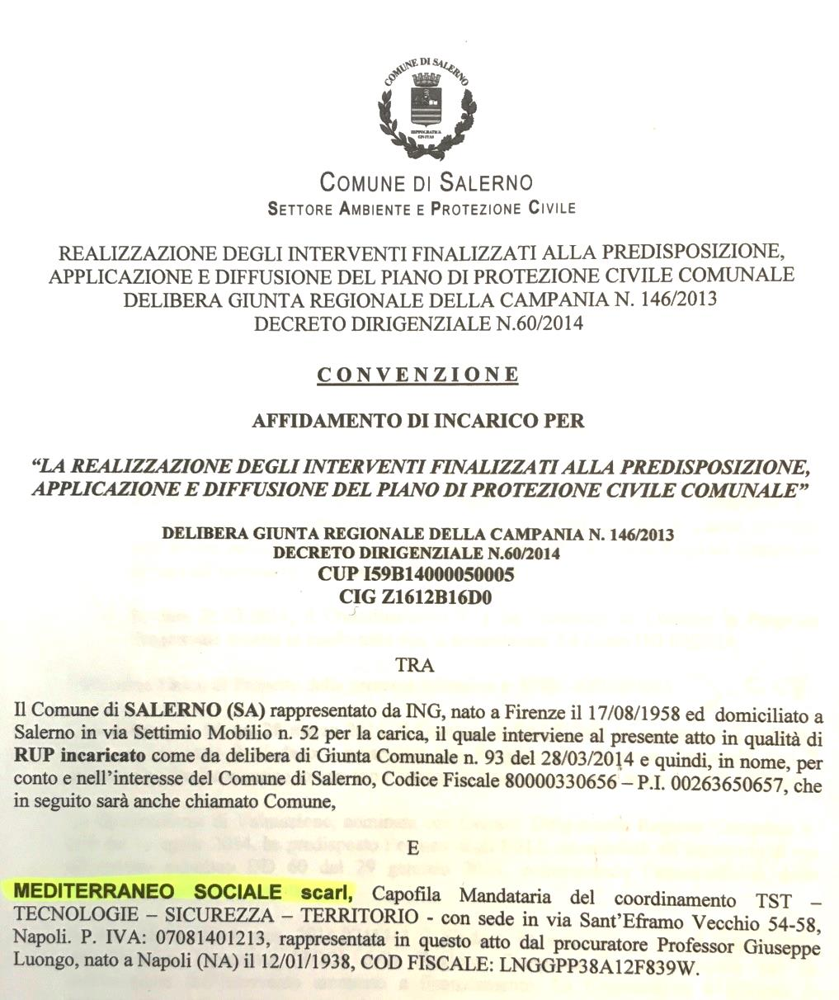 COMUNE DI SALERNO
HIPPOCRATICA
CIVITAS
COMUNE DI SALERNO
SETTORE AMBIENTE E PROTEZIONE CIVILE
REALIZZAZIONE DEGLI INTERVENTI FINALIZZATI ALLA PREDISPOSIZIONE,
APPLICAZIONE E DIFFUSIONE DEL PIANO DI PROTEZIONE CIVILE COMUNALE
DELIBERA GIUNTA REGIONALE DELLA CAMPANIA N. 146/2013
DECRETO DIRIGENZIALE N.60/2014
CONVENZIONE
AFFIDAMENTO DI INCARICO PER
“LA REALIZZAZIONE DEGLI INTERVENTI FINALIZZATI ALLA PREDISPOSIZIONE,
APPLICAZIONE E DIFFUSIONE DEL PIANO DI PROTEZIONE CIVILE COMUNALE”
DELIBERA GIUNTA REGIONALE DELLA CAMPANIA N. 146/2013
DECRETO DIRIGENZIALE N.60/2014
CUP I59B14000050005
CIG Z1612B16D0
TRA
Il Comune di SALERNO (SA) rappresentato da ING, nato a Firenze il 17/08/1958 ed domiciliato a
Salerno in via Settimio Mobilio n. 52 per la carica, il quale interviene al presente atto in qualità di
RUP incaricato come da delibera di Giunta Comunale n. 93 del 28/03/2014 e quindi, in nome, per
conto e nell’interesse del Comune di Salerno, Codice Fiscale 80000330656 – P.I. 00263650657, che
in seguito sarà anche chiamato Comune,
E
MEDITERRANEO SOCIALE scarl, Capofila Mandataria del coordinamento TST –
TECNOLOGIE – SICUREZZA – TERRITORIO - con sede in via Sant’Eframo Vecchio 54-58,
Napoli. P. IVA: 07081401213, rappresentata in questo atto dal procuratore Professor Giuseppe
Luongo, nato a Napoli (NA) il 12/01/1938, COD FISCALE: LNGGPP38A12F839W.